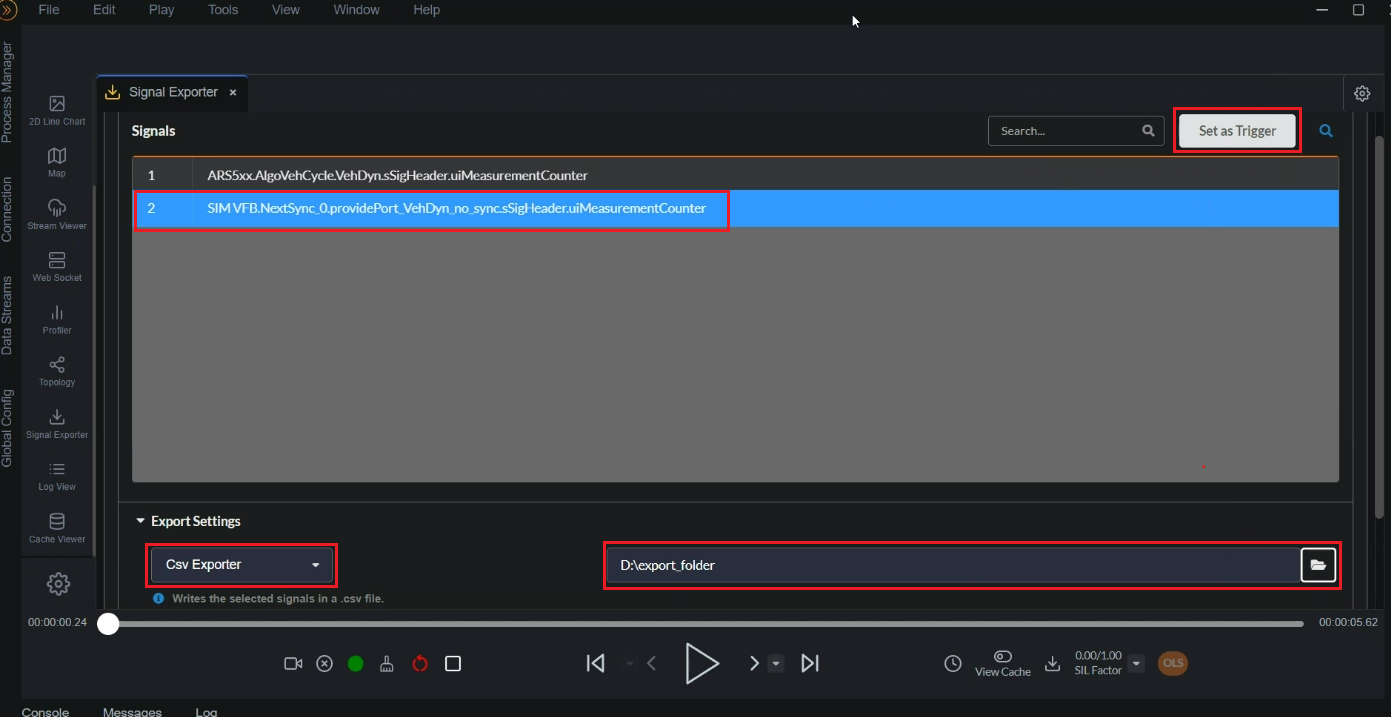 File Edit Play Tools View Window Help
Process Manager
Connection
Data Streams
Global Config
2D Line Chart
Map
Stream Viewer
Web Socket
Profiler
Topology
Signal Exporter
Log View
Cache Viewer
Signal Exporter ×
Signals
Search...
Set as Trigger
1 ARS5xx.AlgoVehCycle.VehDyn.sSigHeader.uiMeasurementCounter
2 SIM VFB.NextSync_0.providePort_VehDyn_no_sync.sSigHeader.uiMeasurementCounter
Export Settings
Csv Exporter
D:\export_folder
Writes the selected signals in a .csv file.
00:00:00.24
00:00:05.62
View Cache
0.00/1.00
SIL Factor
OLS
Console Messages Log